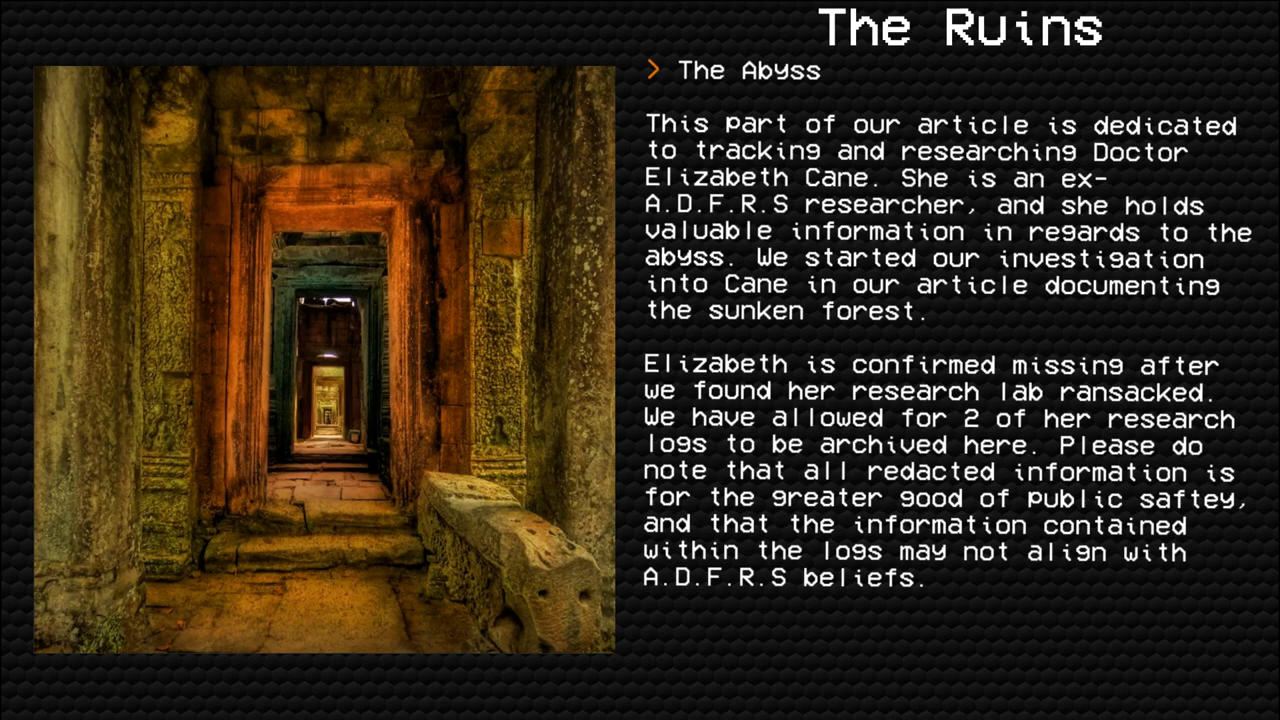 The Ruins
> The Abyss
This part of our article is dedicated
to tracking and researching Doctor
Elizabeth Cane. She is an ex-
A.D.F.R.S researcher, and she holds
valuable information in regards to the
abyss. We started our investigation
into Cane in our article documenting
the sunken forest.
Elizabeth is confirmed missing after
we found her research lab ransacked.
We have allowed for 2 of her research
logs to be archived here. Please do
note that all redacted information is
for the greater good of public saftey,
and that the information contained
within the logs may not align with
A.D.F.R.S beliefs.